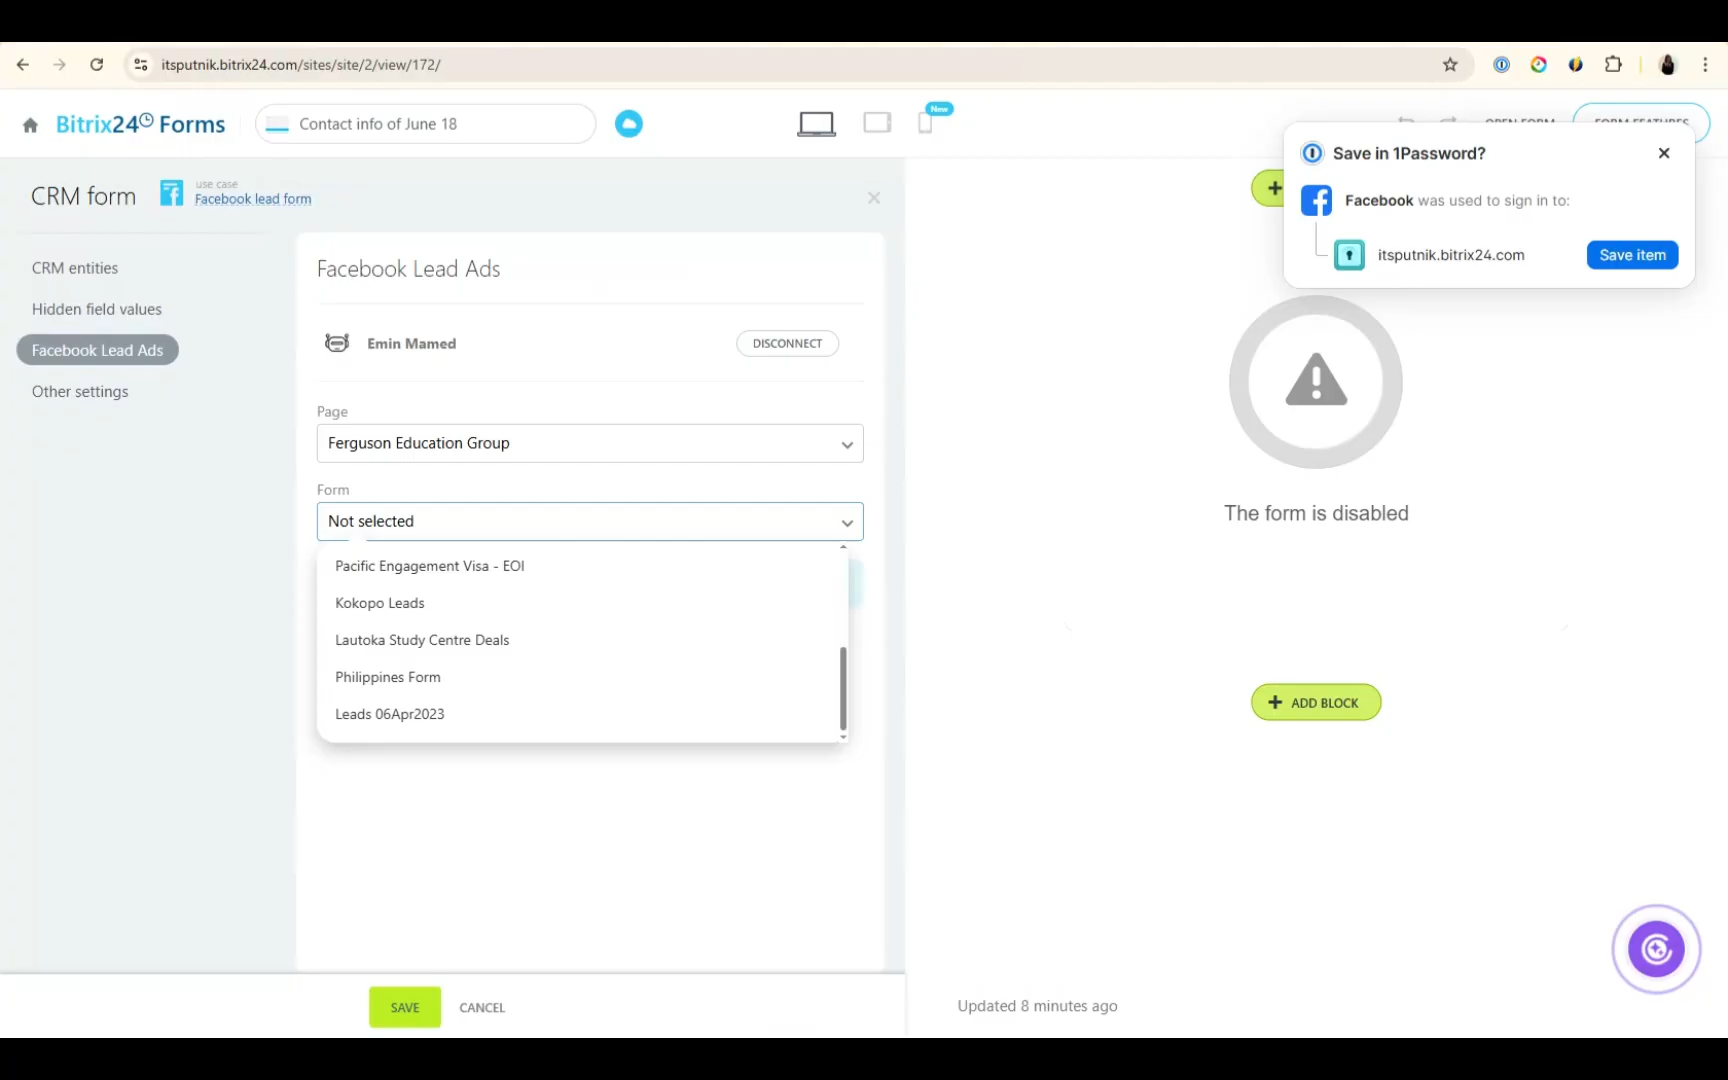 itsputnik.bitrix24.com/sites/site/2/view/172/
Bitrix24 Forms
Contact info of June 18
New
Save in 1Password?
Facebook was used to sign in to:
itsputnik.bitrix24.com
Save item
CRM form
use case
Facebook lead form
CRM entities
Hidden field values
Facebook Lead Ads
Other settings
Facebook Lead Ads
Emin Mamed
DISCONNECT
Page
Ferguson Education Group
Form
Not selected
Pacific Engagement Visa - EOI
Kokopo Leads
Lautoka Study Centre Deals
Philippines Form
Leads 06Apr2023
The form is disabled
ADD BLOCK
SAVE
CANCEL
Updated 8 minutes ago